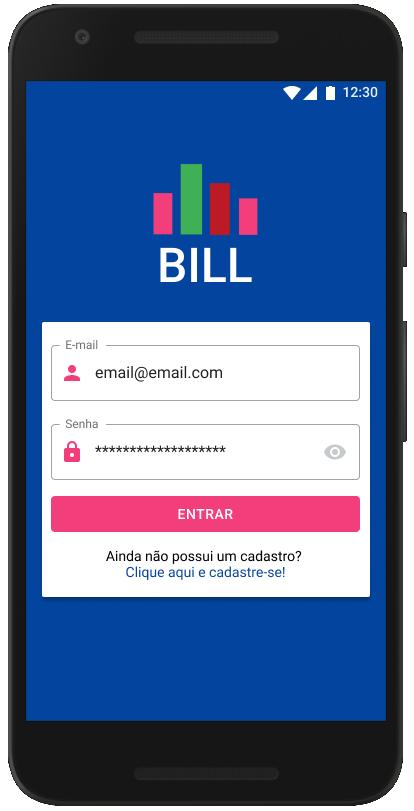 12:30
BILL
E-mail
email@email.com
Senha
*******************
ENTRAR
Ainda não possui um cadastro?
Clique aqui e cadastre-se!